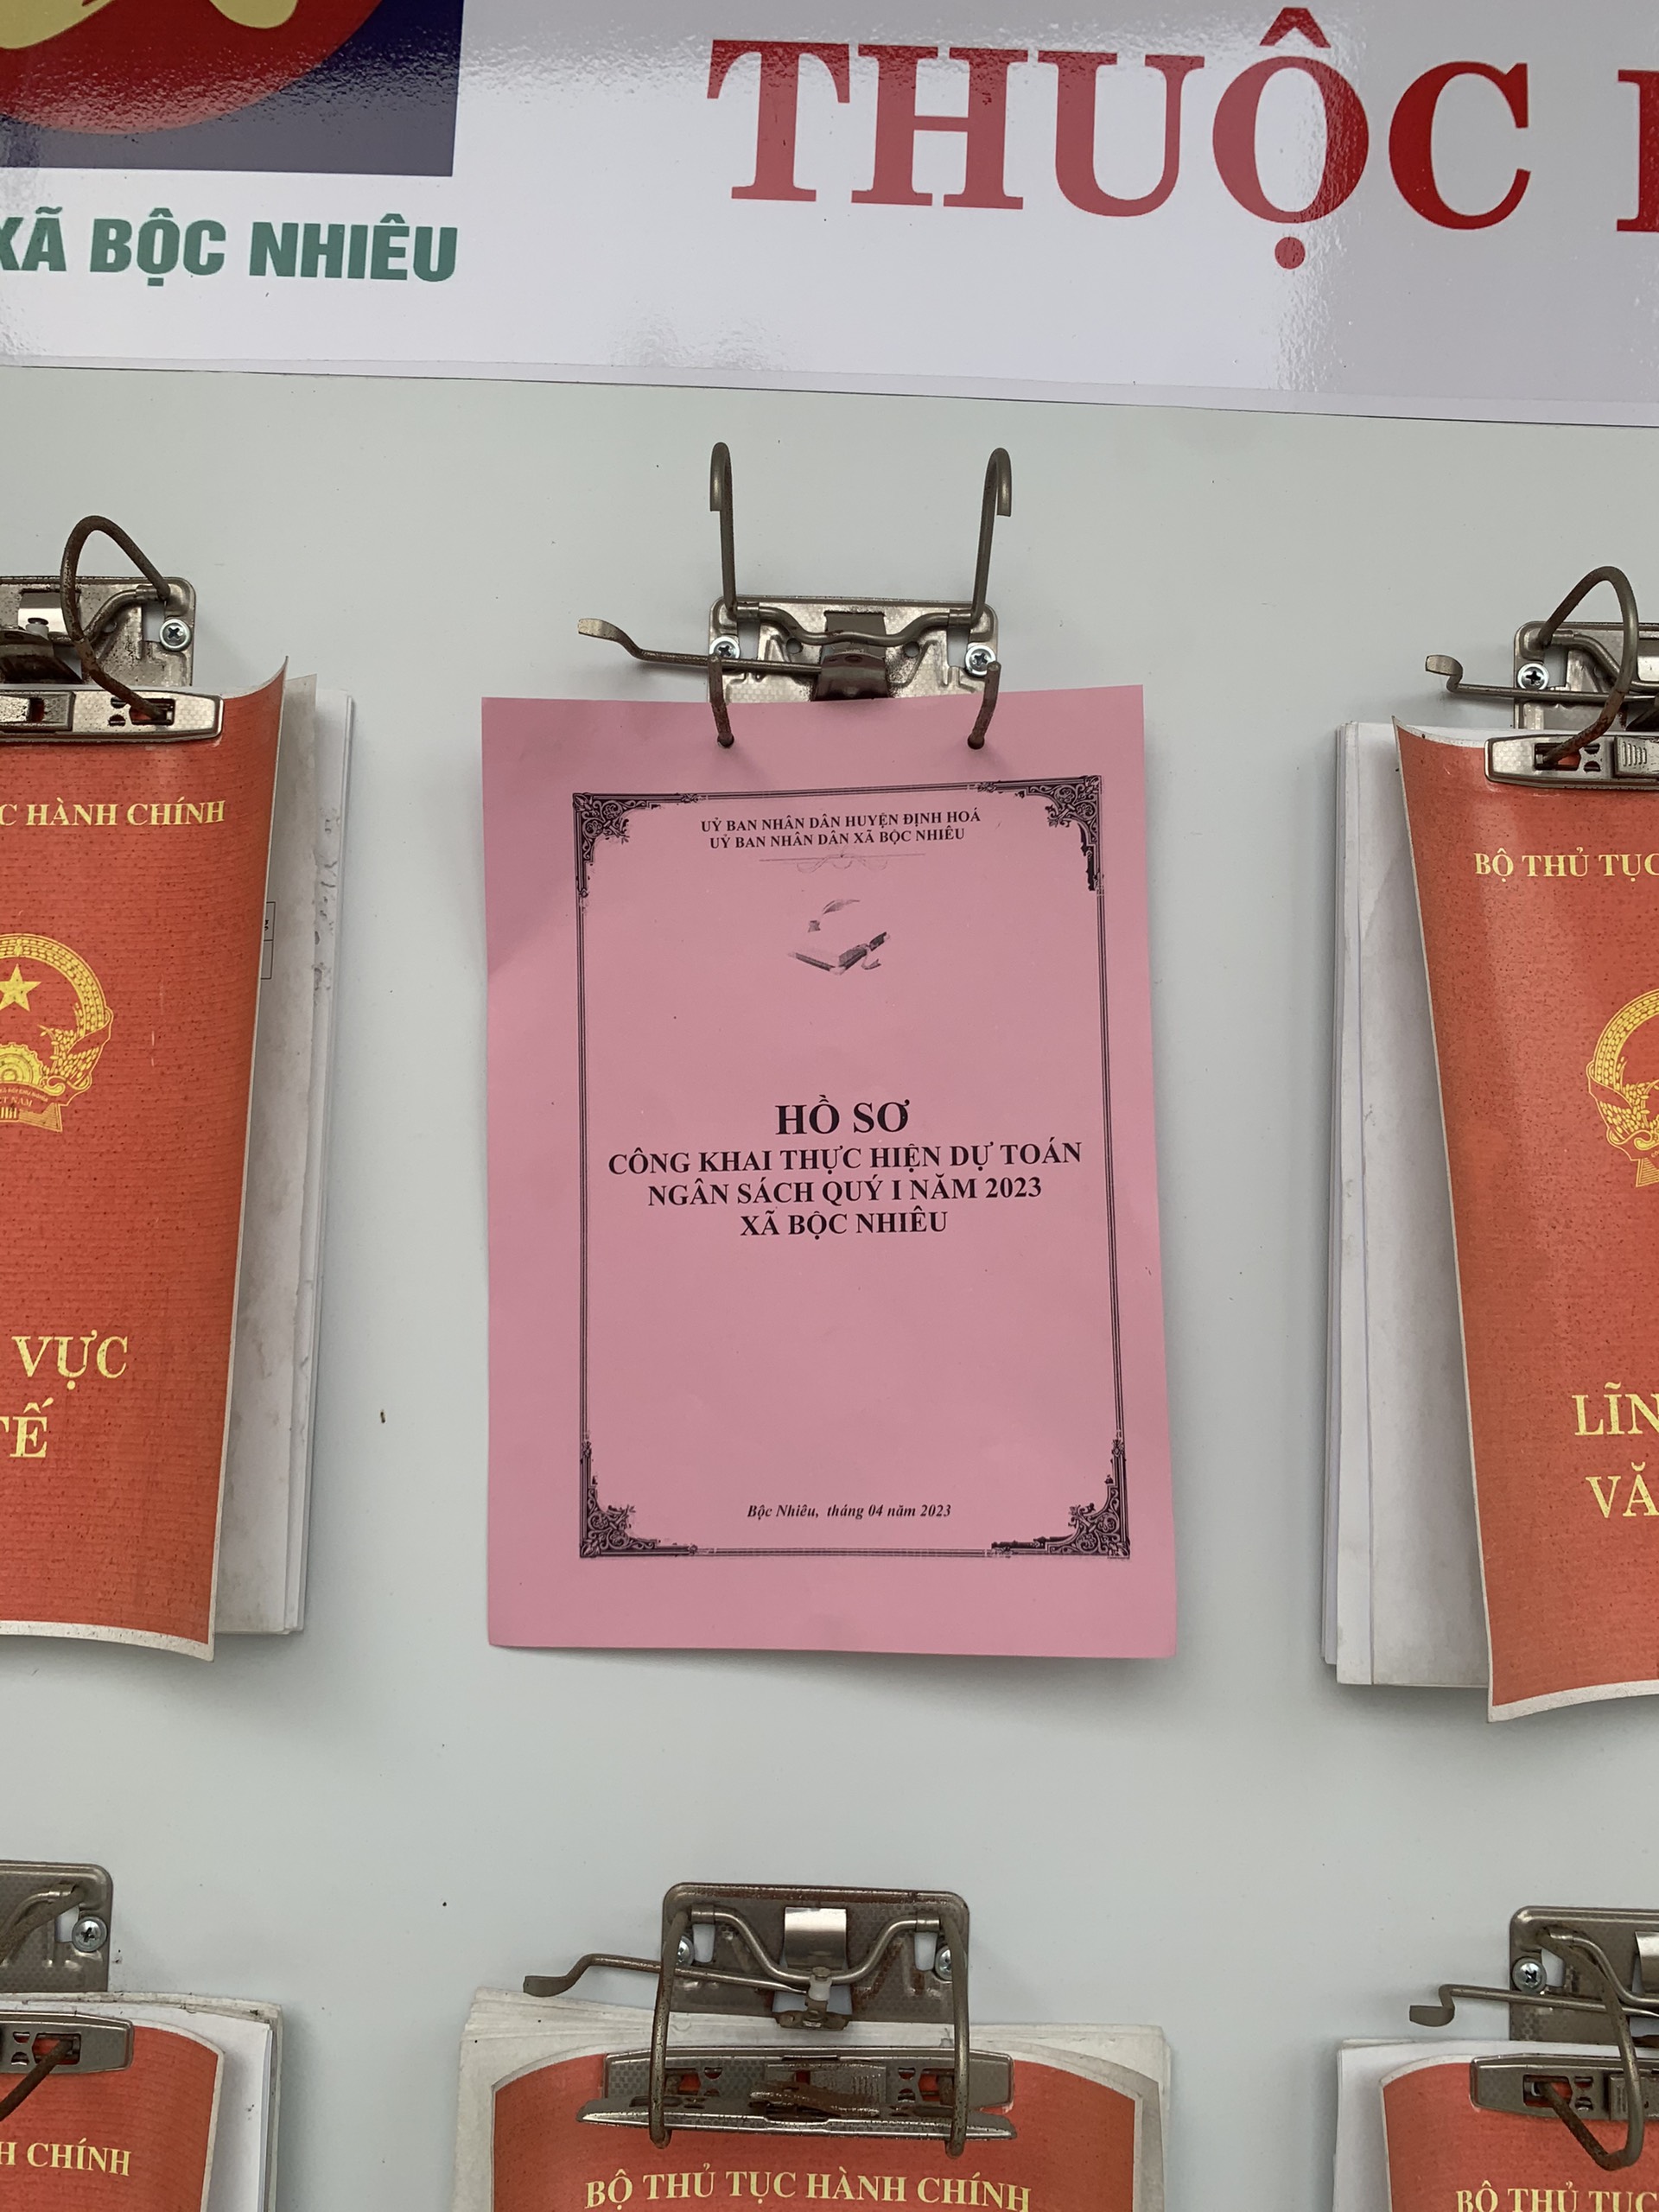 THUỘC
XÃ BỘC NHIÊU
C HÀNH CHÍNH
VỰC
TẾ
UỶ BAN NHÂN DÂN HUYỆN ĐỊNH HOÁ
UỶ BAN NHÂN DÂN XÃ BỘC NHIÊU
HỒ SƠ
CÔNG KHAI THỰC HIỆN DỰ TOÁN
NGÂN SÁCH QUÝ I NĂM 2023
XÃ BỘC NHIÊU
Bộc Nhiêu, tháng 04 năm 2023
BỘ THỦ TỤC
LĨN
VĂ
H CHÍNH
BỘ THỦ TỤC HÀNH CHÍNH
BỘ THỦ TỤC